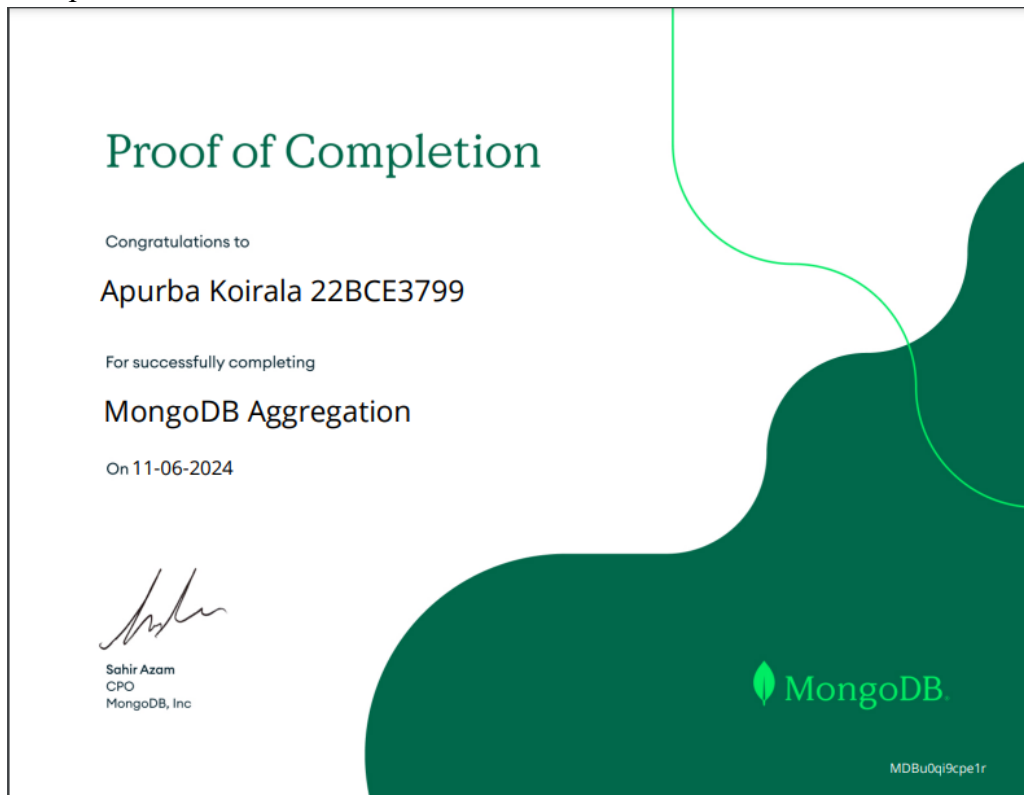 Proof of Completion
Congratulations to
Apurba Koirala 22BCE3799
For successfully completing
MongoDB Aggregation
On 11-06-2024
Sahir Azam
CPO
MongoDB, Inc
MongoDB.
MDBu0qi9cpe1r